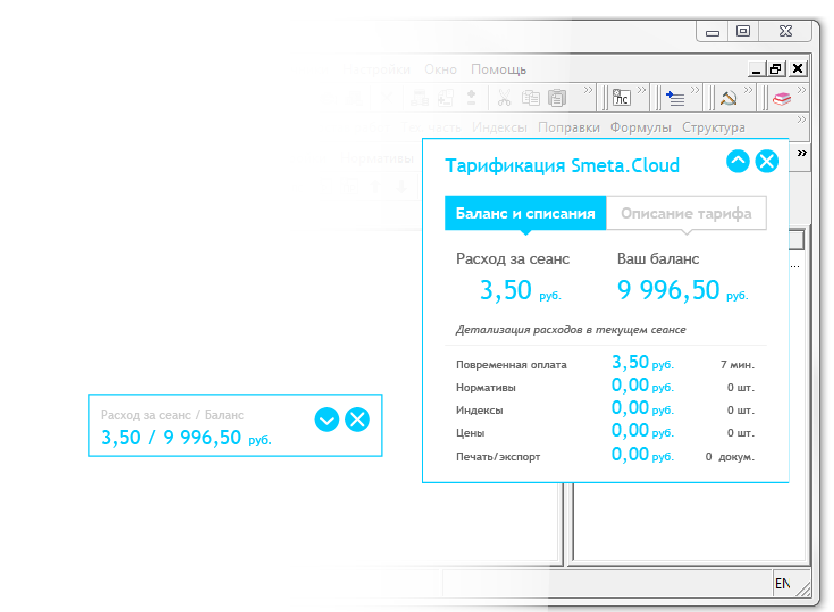 Настройки Окно Помощь
Индексы Поправки Формулы Структура
Нормативы
Тарификация Smeta.Cloud
Баланс и списания Описание тарифа
Расход за сеанс Ваш баланс
3,50 руб. 9 996,50 руб.
Детализация расходов в текущем сеансе
Повременная оплата 3,50 руб. 7 мин.
Нормативы 0,00 руб. 0 шт.
Индексы 0,00 руб. 0 шт.
Цены 0,00 руб. 0 шт.
Печать/экспорт 0,00 руб. 0 докум.
Расход за сеанс / Баланс
3,50 / 9 996,50 руб.
EN